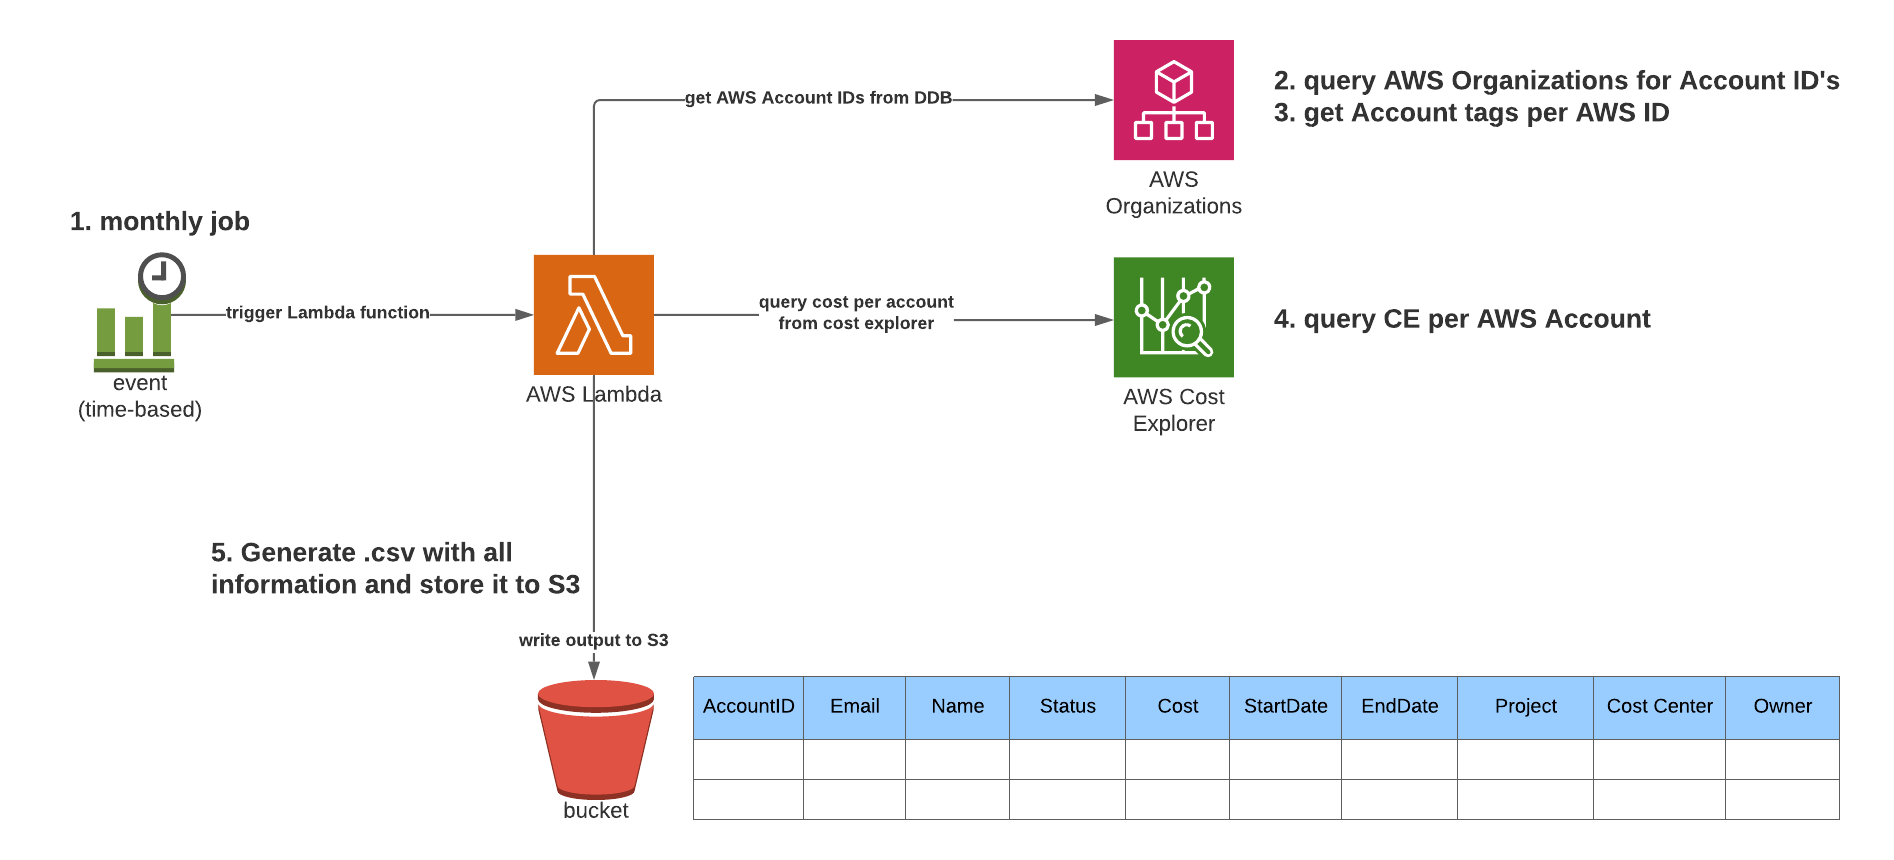 get AWS Account IDs from DDB
2. query AWS Organizations for Account ID's
3. get Account tags per AWS ID
AWS
Organizations
1. monthly job
trigger Lambda function
event
(time-based)
AWS Lambda
query cost per account
from cost explorer
4. query CE per AWS Account
AWS Cost
Explorer
5. Generate .csv with all
information and store it to S3
write output to S3
bucket
AccountID Email Name Status Cost StartDate EndDate Project Cost Center Owner